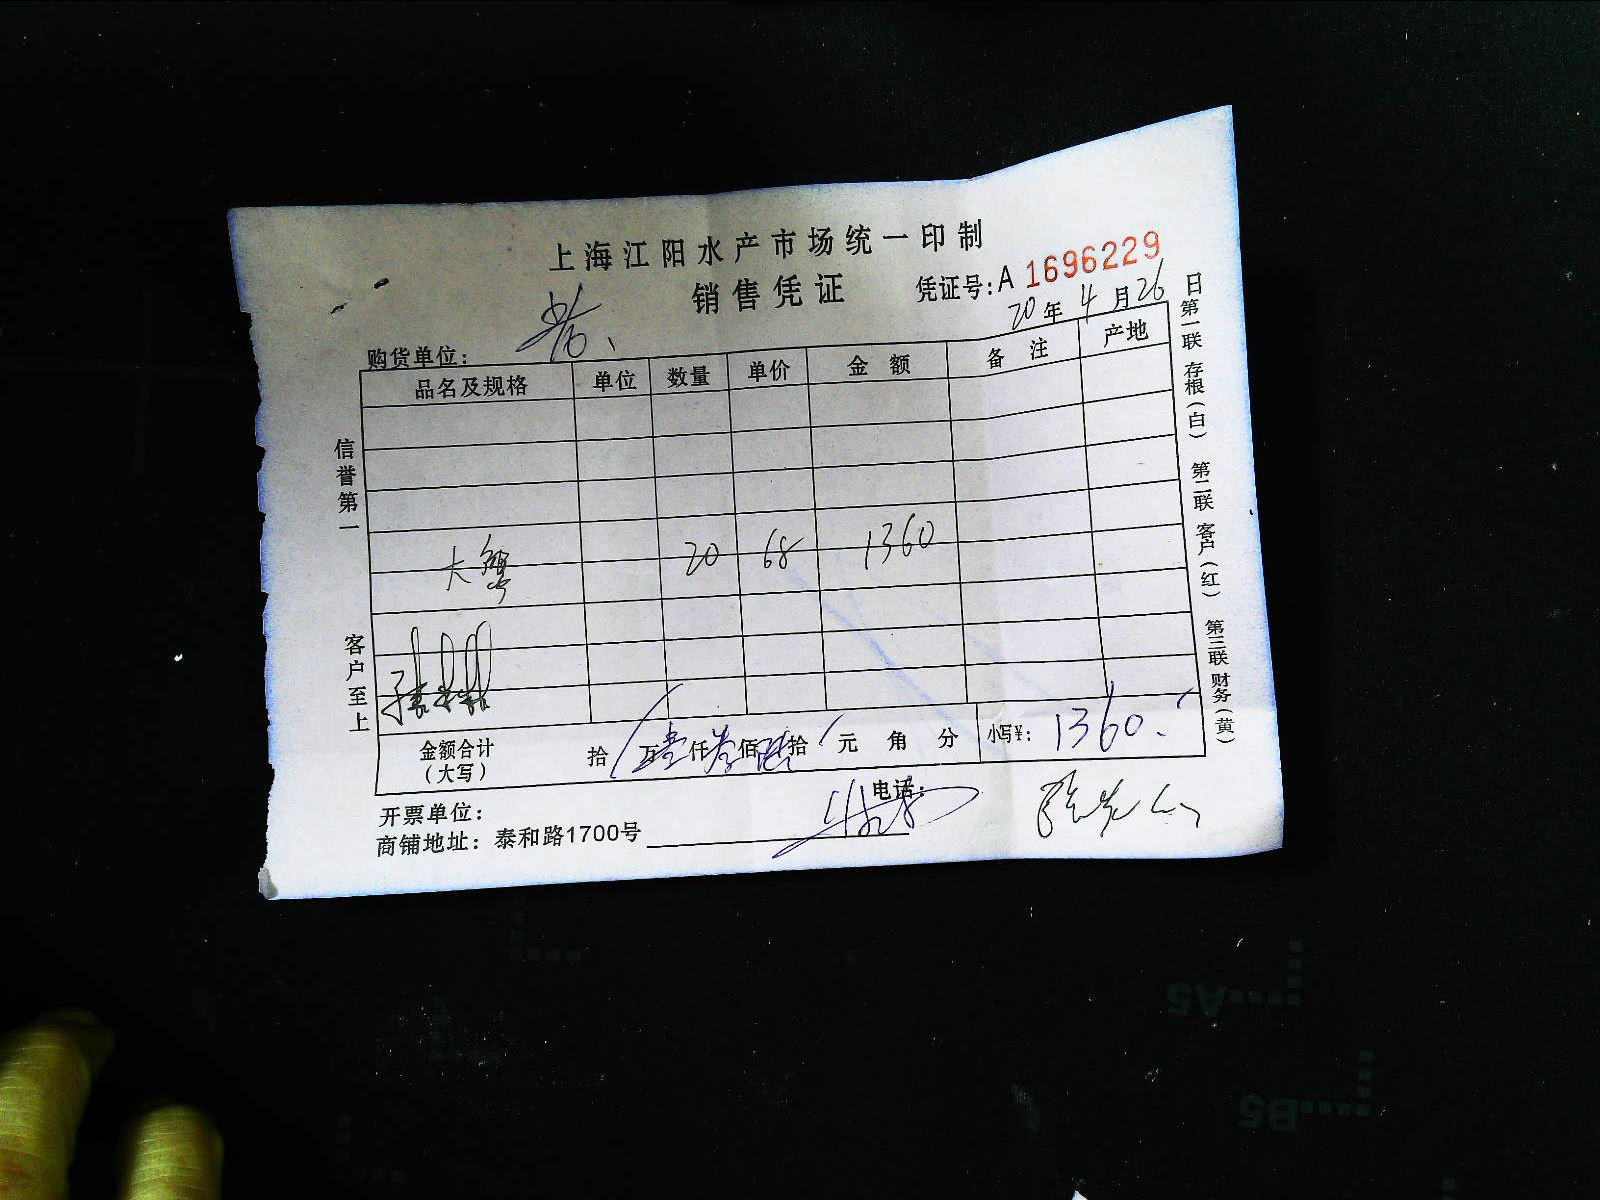 上海江阳水产市场统一印制
销售凭证 凭证号:A 1696229
20年 4月26日
购货单位:
品名及规格 单位 数量 单价 金额 备注 产地
大蟹 20 68 1360
金额合计(大写) 拾 万壹仟叁佰陆拾 元 角 分 小写¥: 1360.
开票单位: 电话:
商铺地址: 泰和路1700号
信誉第一
客户至上
第一联 存根(白) 第二联 客户(红) 第三联 财务(黄)
A5
B5